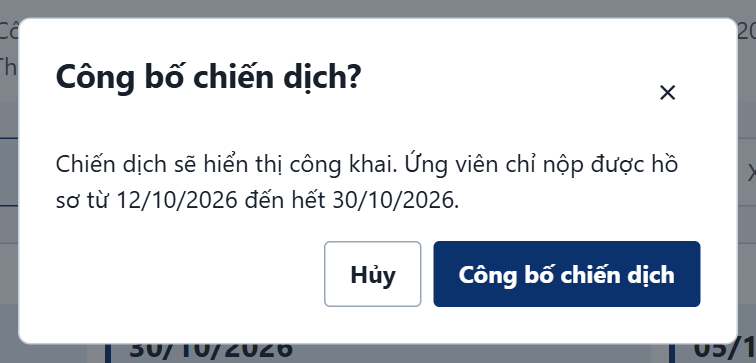 Công bố chiến dịch?
×
Chiến dịch sẽ hiển thị công khai. Ứng viên chỉ nộp được hồ
sơ từ 12/10/2026 đến hết 30/10/2026.
Hủy
Công bố chiến dịch
30/10/2026